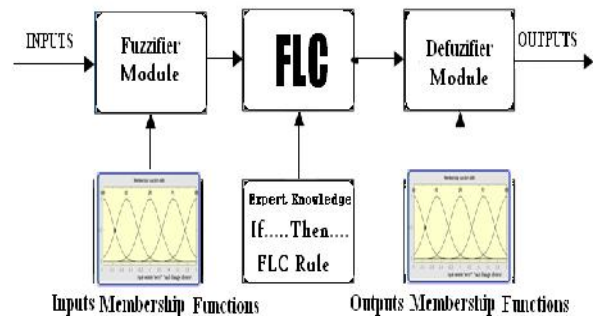 INPUTS
Fuzzifier
Module
FLC
Defuzifier
Module
OUTPUTS
Expert Knowledge
If.....Then....
FLC Rule
Inputs Membership Functions
Outputs Membership Functions